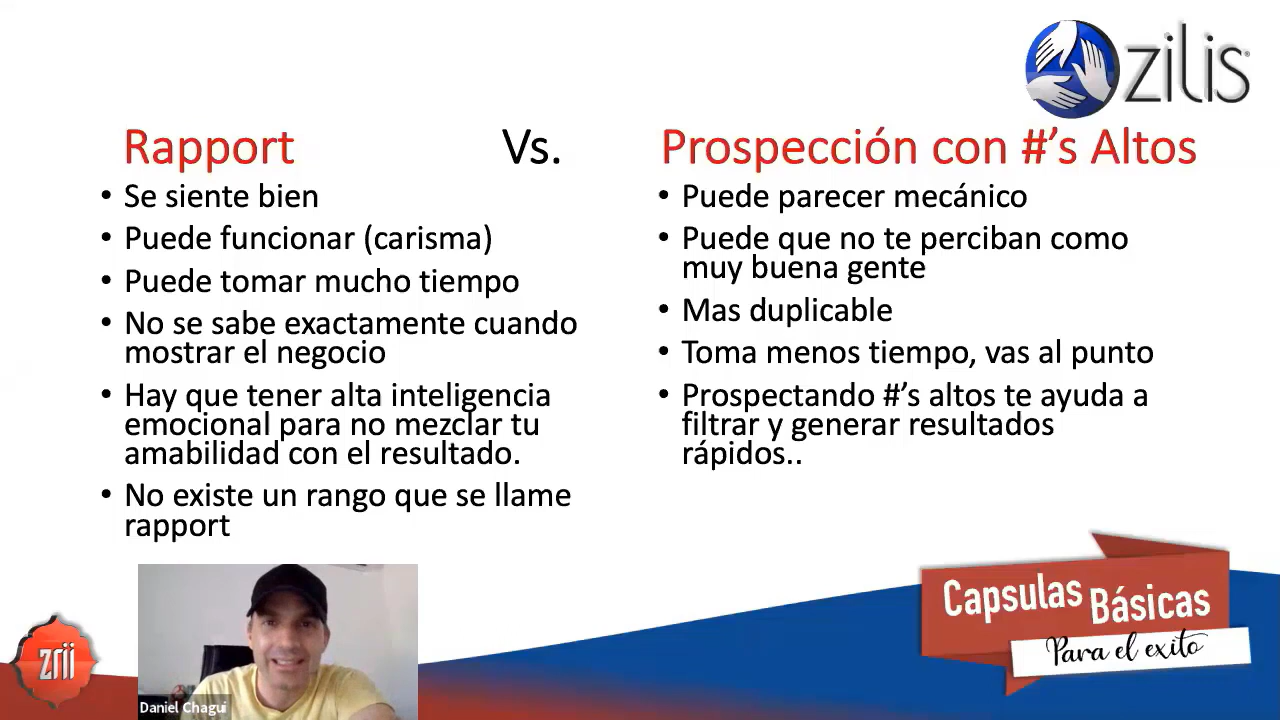 zilis
Rapport Vs. Prospección con #'s Altos
• Se siente bien
• Puede funcionar (carisma)
• Puede tomar mucho tiempo
• No se sabe exactamente cuando
mostrar el negocio
• Hay que tener alta inteligencia
emocional para no mezclar tu
amabilidad con el resultado.
• No existe un rango que se llame
rapport
• Puede parecer mecánico
• Puede que no te perciban como
muy buena gente
• Mas duplicable
• Toma menos tiempo, vas al punto
• Prospectando #'s altos te ayuda a
filtrar y generar resultados
rápidos..
Capsulas Básicas
Para el exito
zrii
Daniel Chagui